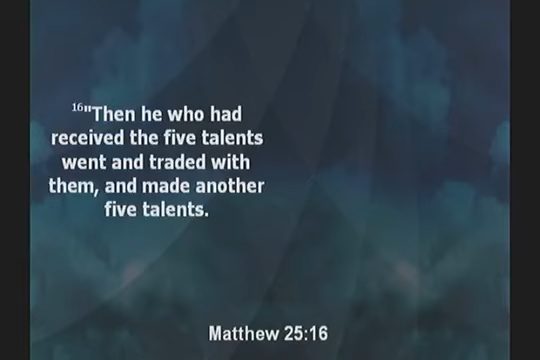 16"Then he who had
received the five talents
went and traded with
them, and made another
five talents.
Matthew 25:16